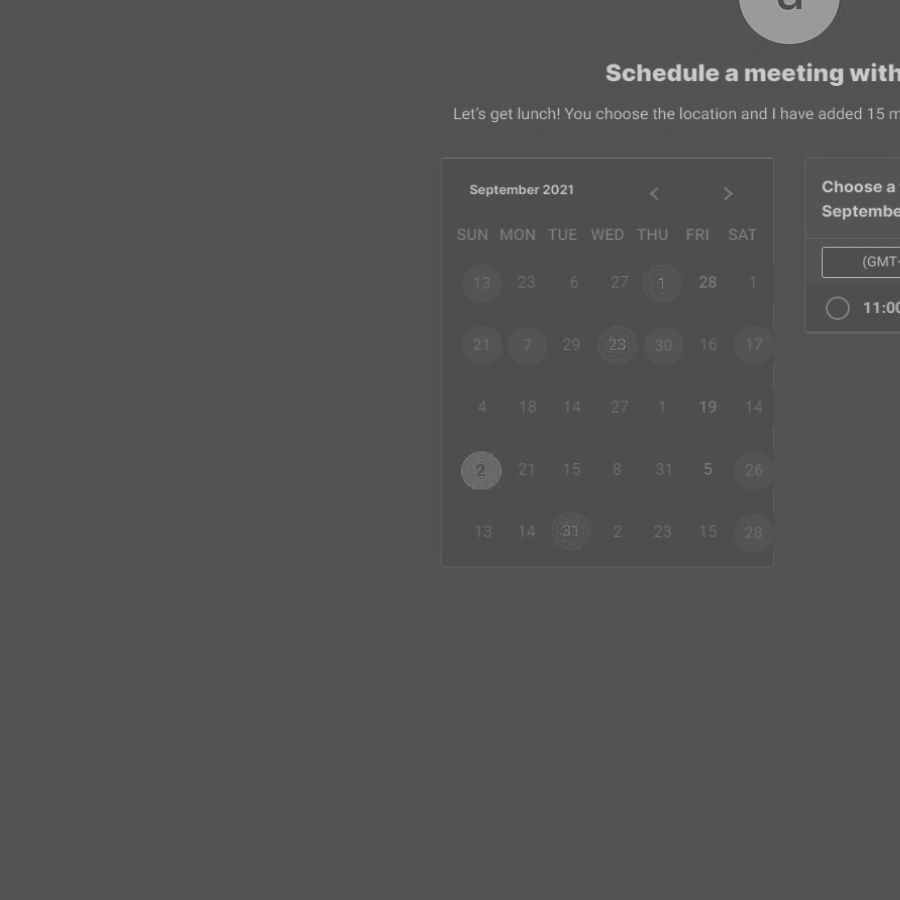 Schedule a meeting with
Let's get lunch! You choose the location and I have added 15 m
September 2021
SUN MON TUE WED THU FRI SAT
13 23 6 27 1 28 1
21 7 29 23 30 16 17
4 18 14 27 1 19 14
2 21 15 8 31 5 26
13 14 31 2 23 15 28
Choose a
Septembe
(GMT-
11:00